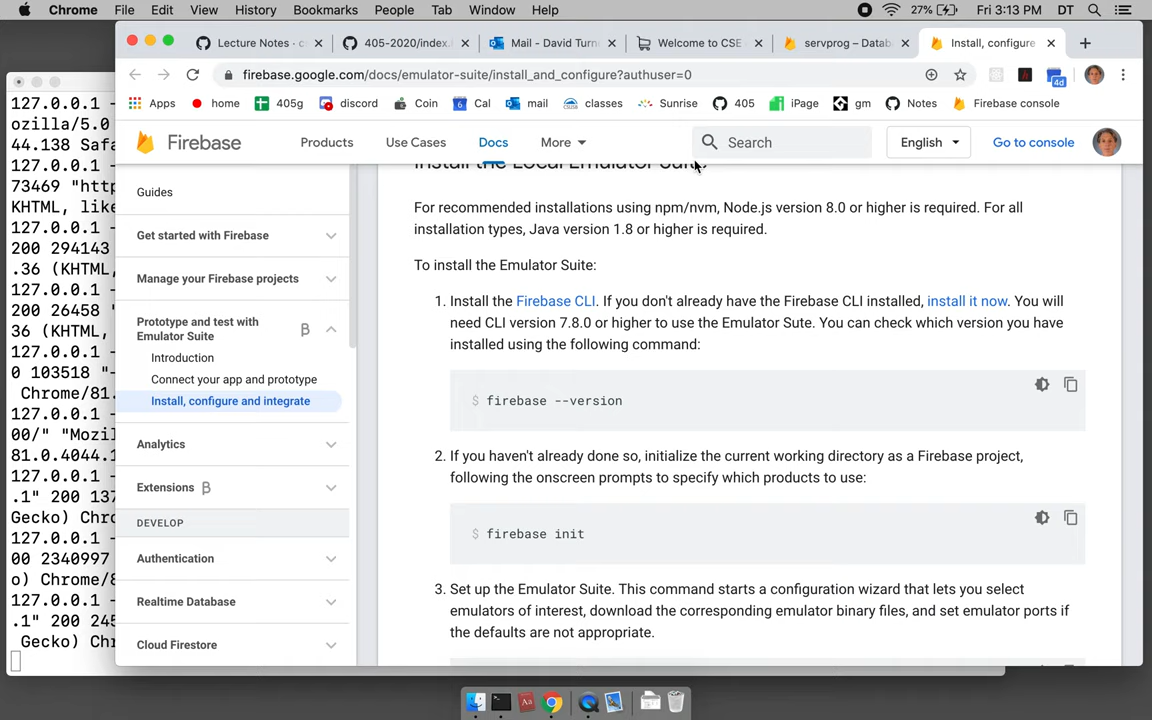 Chrome File Edit View History Bookmarks People Tab Window Help 27% Fri 3:13 PM DT
Lecture Notes - c
405-2020/index.
Mail - David Turn
Welcome to CSE
servprog – Datab
Install, configure
firebase.google.com/docs/emulator-suite/install_and_configure?authuser=0
Apps home 405g discord Coin 6 Cal mail classes Sunrise 405 iPage gm Notes Firebase console
4d
Firebase Products Use Cases Docs More Search English Go to console
Guides
Get started with Firebase
Manage your Firebase projects
Prototype and test with
Emulator Suite β
Introduction
Connect your app and prototype
Install, configure and integrate
Analytics
Extensions β
DEVELOP
Authentication
Realtime Database
Cloud Firestore
Install the Local Emulator Suite
For recommended installations using npm/nvm, Node.js version 8.0 or higher is required. For all
installation types, Java version 1.8 or higher is required.
To install the Emulator Suite:
1. Install the Firebase CLI. If you don't already have the Firebase CLI installed, install it now. You will
need CLI version 7.8.0 or higher to use the Emulator Sute. You can check which version you have
installed using the following command:
$ firebase --version
2. If you haven't already done so, initialize the current working directory as a Firebase project,
following the onscreen prompts to specify which products to use:
$ firebase init
3. Set up the Emulator Suite. This command starts a configuration wizard that lets you select
emulators of interest, download the corresponding emulator binary files, and set emulator ports if
the defaults are not appropriate.
127.0.0.1 -
ozilla/5.0
44.138 Safa
127.0.0.1 -
73469 "http
KHTML, like
127.0.0.1 -
200 294143
.36 (KHTML,
127.0.0.1 -
200 26458 "
36 (KHTML,
127.0.0.1 -
0 103518 "-
Chrome/81.
127.0.0.1 -
00/" "Mozil
81.0.4044.1
127.0.0.1 -
.1" 200 137
Gecko) Chro
127.0.0.1 -
00 2340997
o) Chrome/8
127.0.0.1 -
.1" 200 245
Gecko) Chr